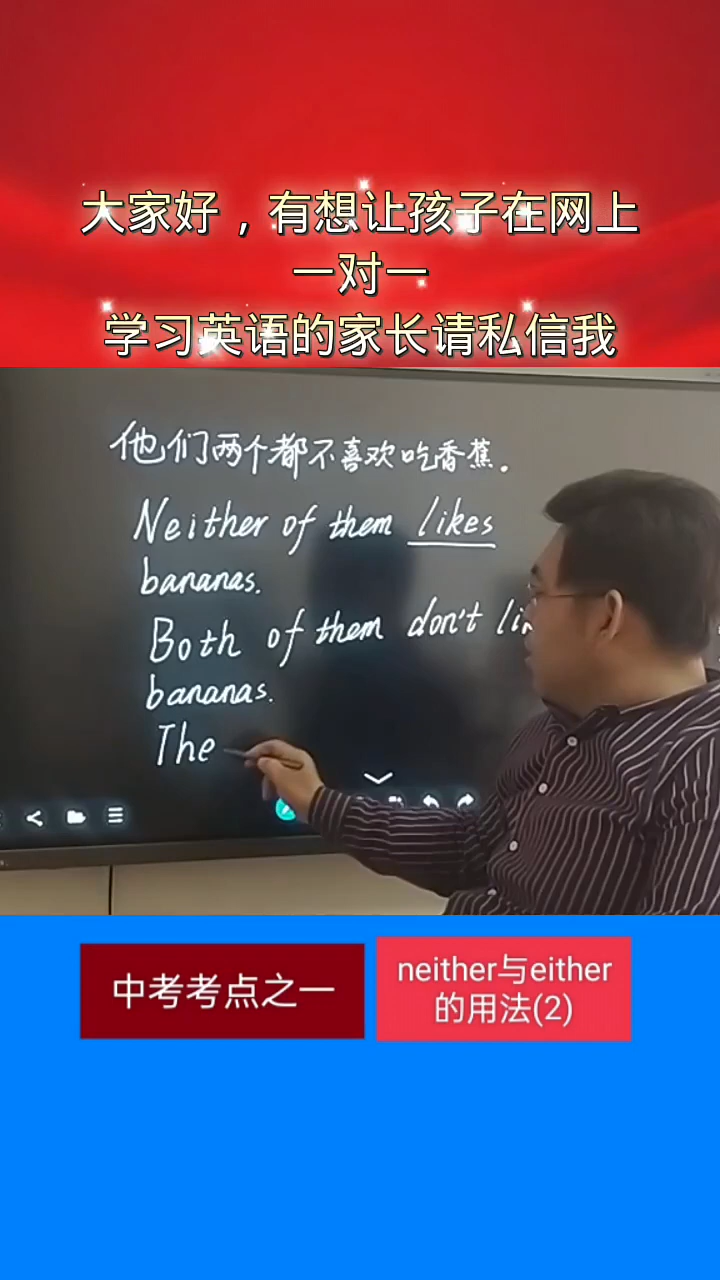 大家好，有想让孩子在网上
一对一
学习英语的家长请私信我
他们两个都不喜欢吃香蕉.
Neither of them likes
bananas.
Both of them don't
bananas.
The
中考考点之一
neither与either
的用法(2)